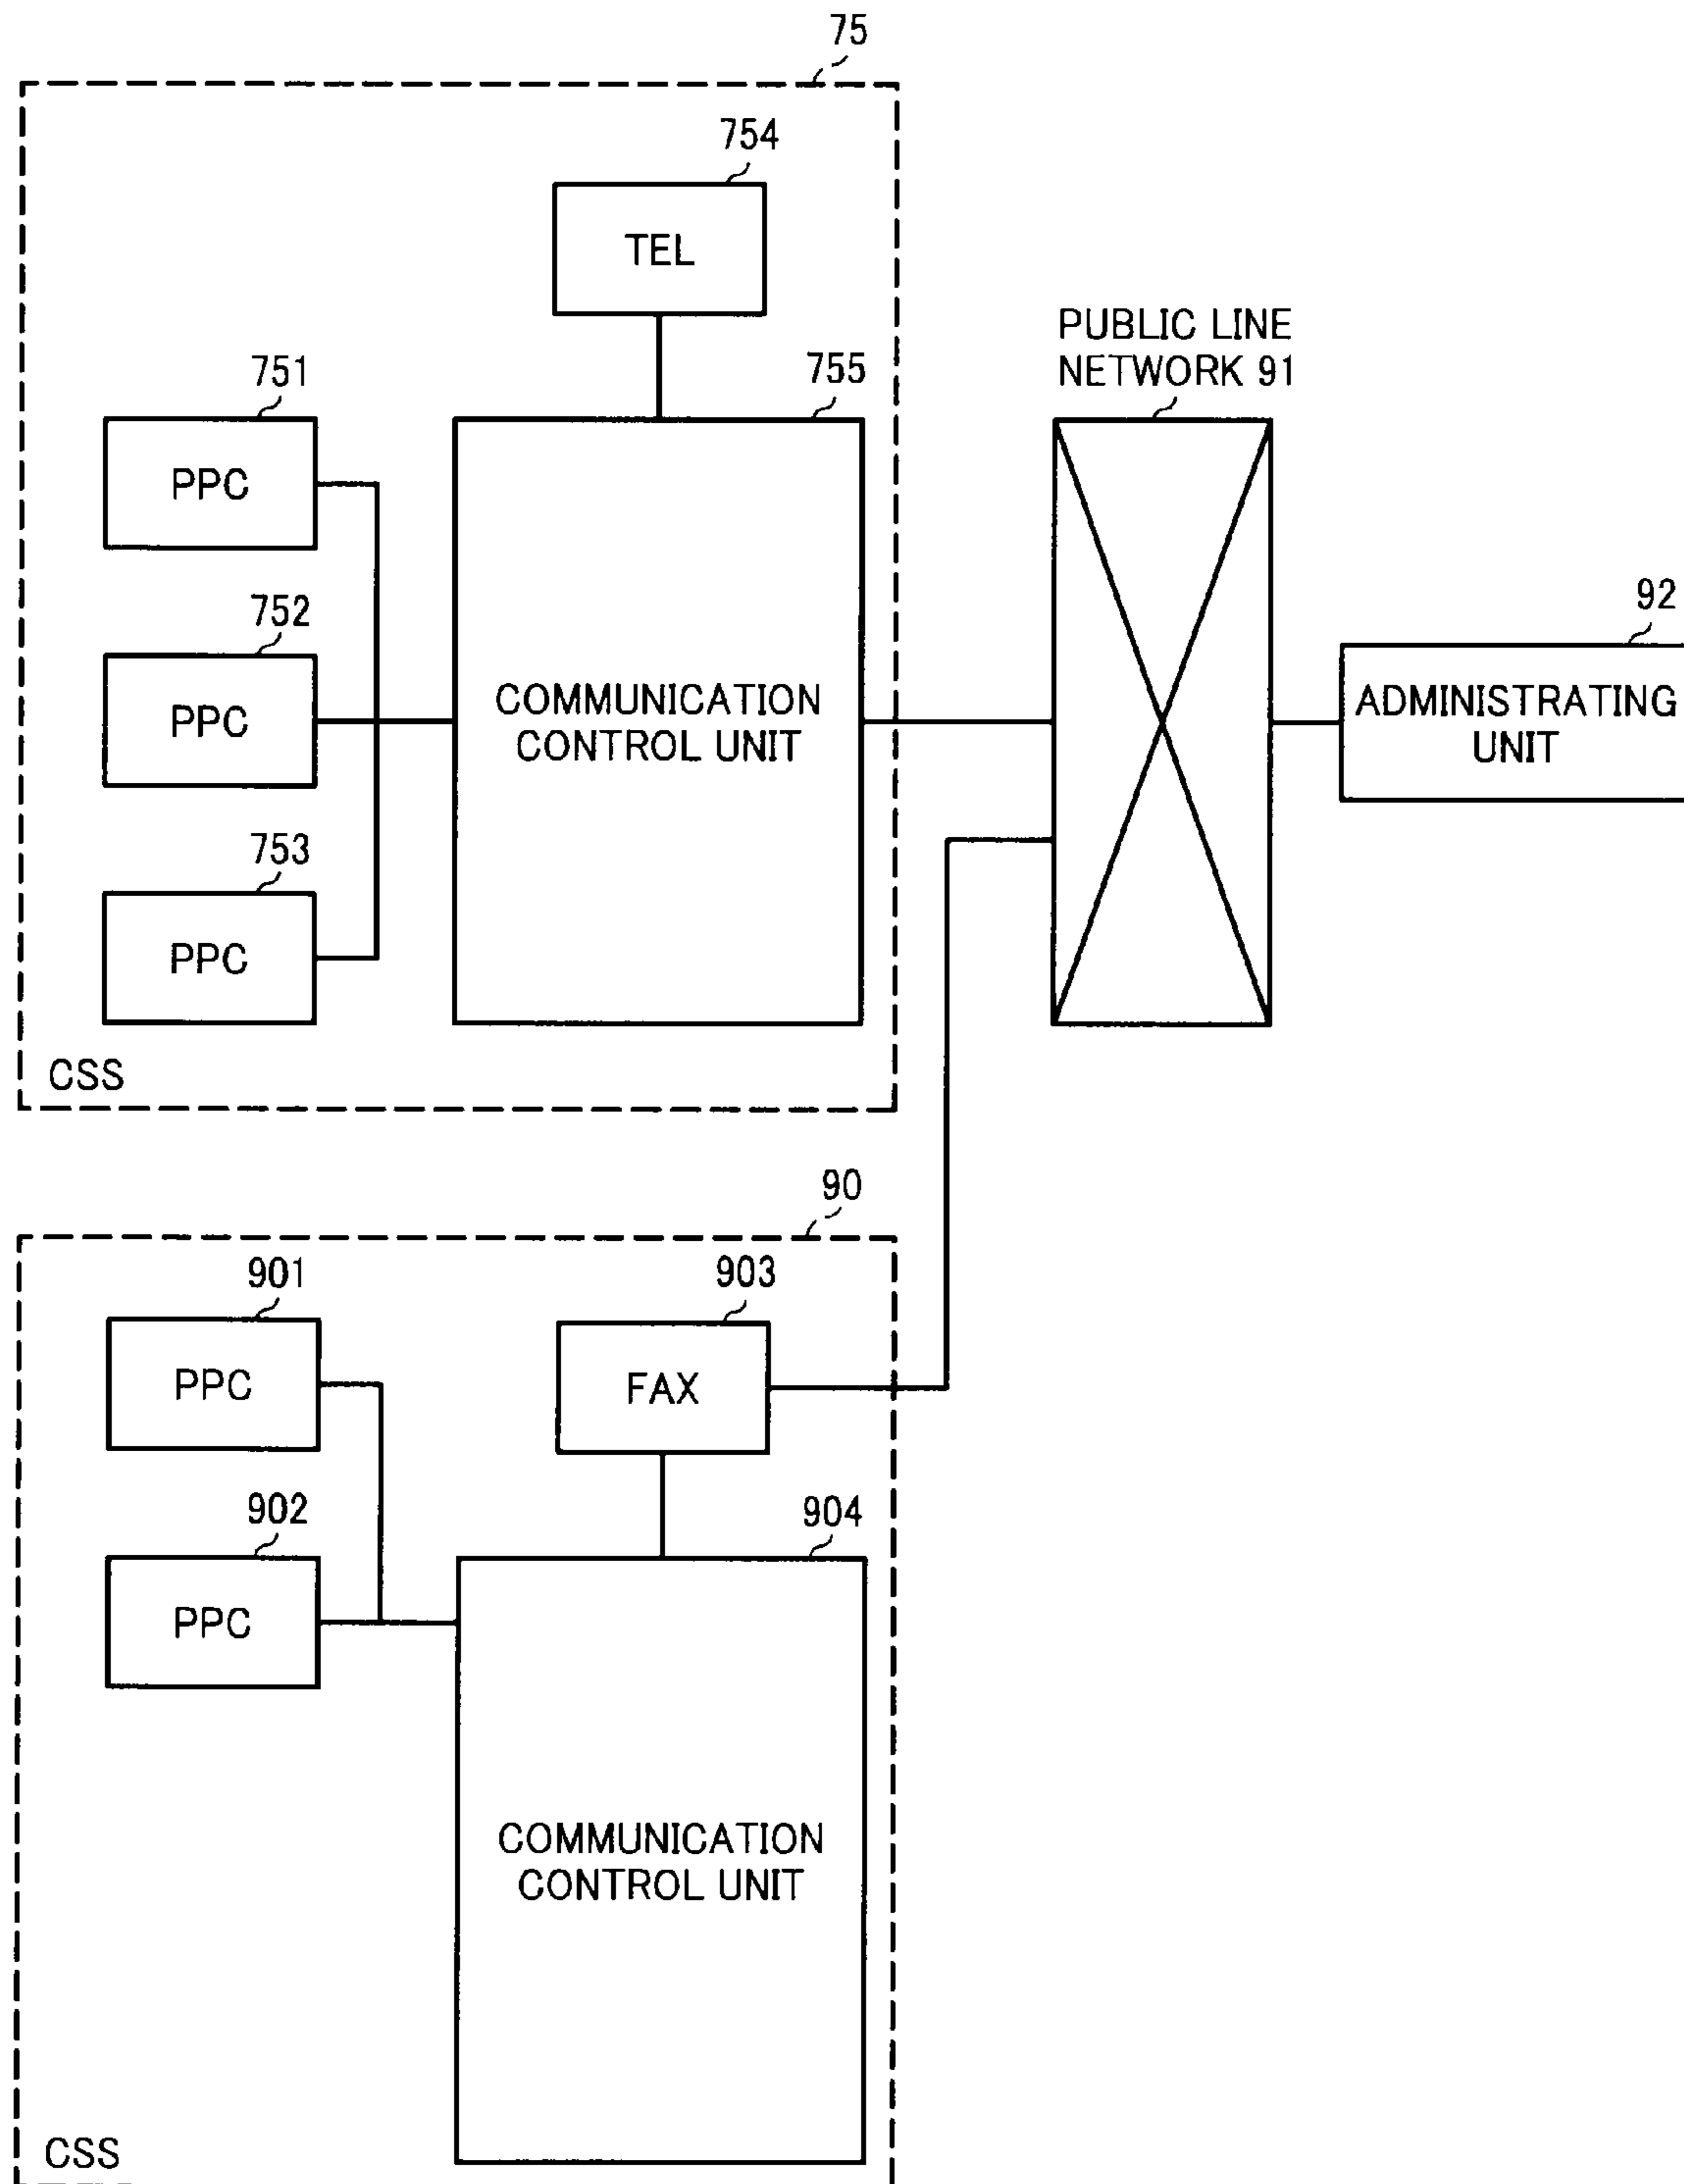 75
754
TEL
PUBLIC LINE
NETWORK 91
751
755
PPC
92
752
PPC
COMMUNICATION
CONTROL UNIT
ADMINISTRATING
UNIT
753
PPC
CSS
90
901
903
PPC
FAX
902
904
PPC
COMMUNICATION
CONTROL UNIT
CSS